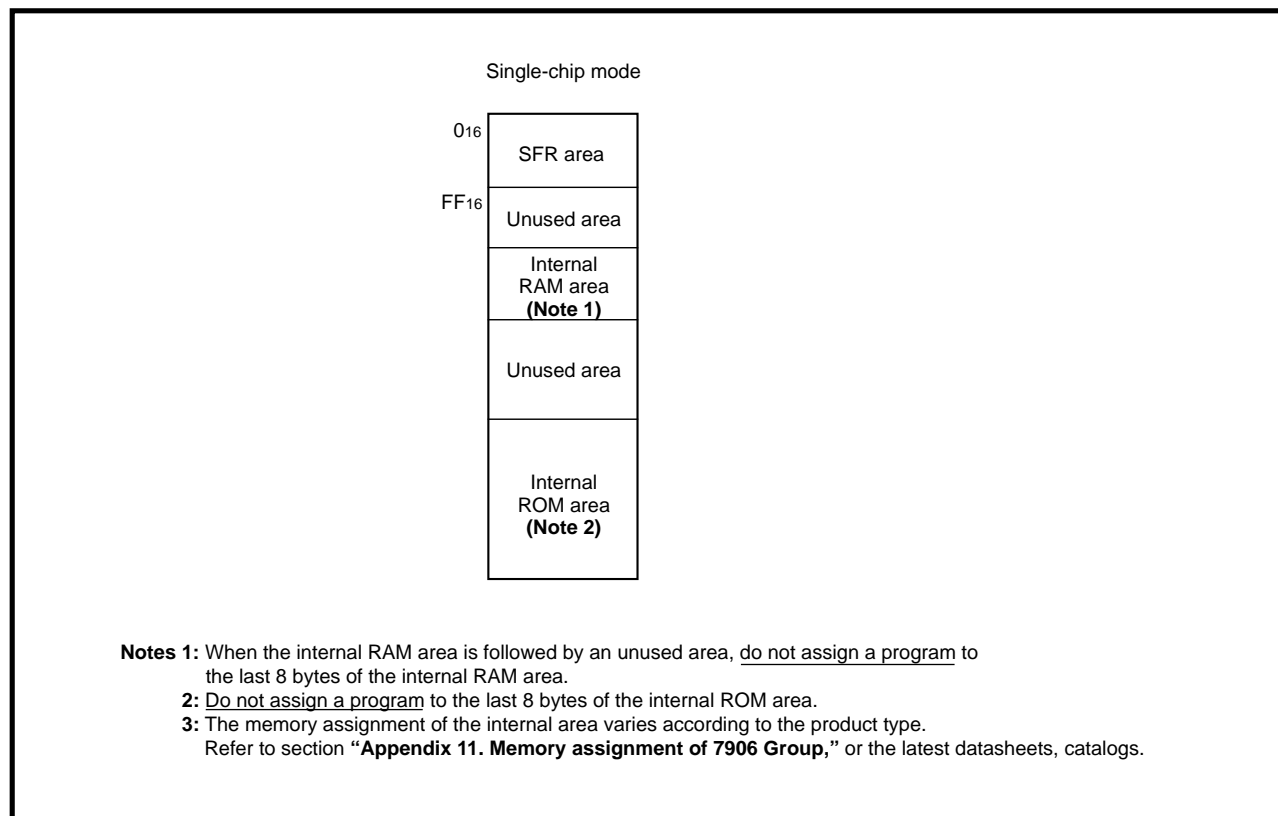 Single-chip mode
016
SFR area
FF16
Unused area
Internal
RAM area
(Note 1)
Unused area
Internal
ROM area
(Note 2)
Notes 1: When the internal RAM area is followed by an unused area, do not assign a program to
the last 8 bytes of the internal RAM area.
2: Do not assign a program to the last 8 bytes of the internal ROM area.
3: The memory assignment of the internal area varies according to the product type.
Refer to section “Appendix 11. Memory assignment of 7906 Group,” or the latest datasheets, catalogs.